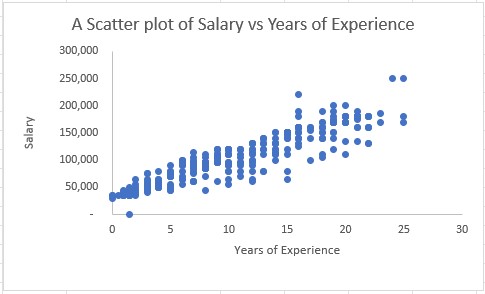 A Scatter plot of Salary vs Years of Experience
300,000
250,000
200,000
150,000
100,000
50,000
-
Salary
0 5 10 15 20 25 30
Years of Experience